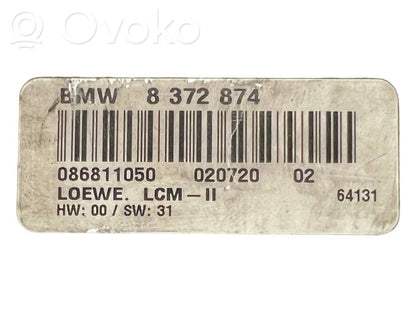 Ovoko
BMW 8 372 874
086811050 020720 02
LOEWE. LCM-II 64131
HW: 00 / SW: 31